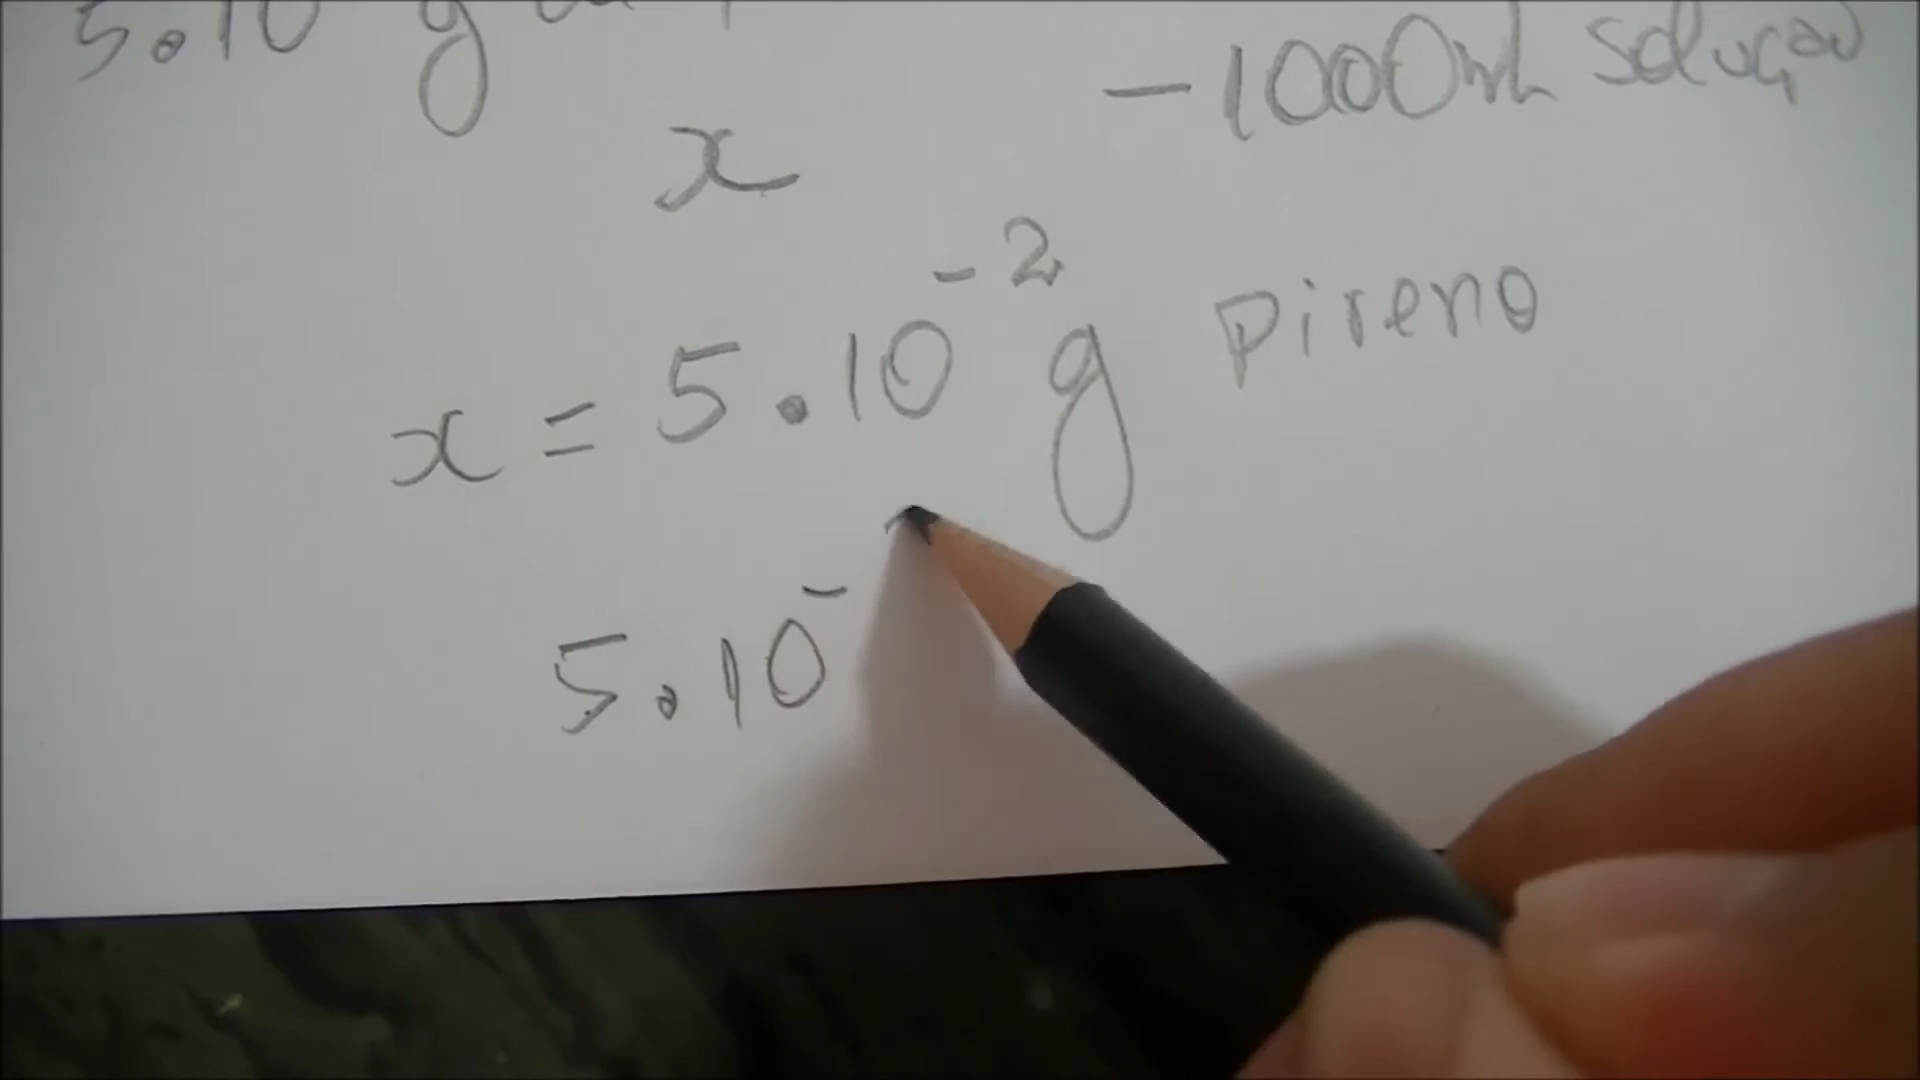 5.10 g
- 1000mL solução
x
x = 5.10⁻² g pireno
5.10⁻